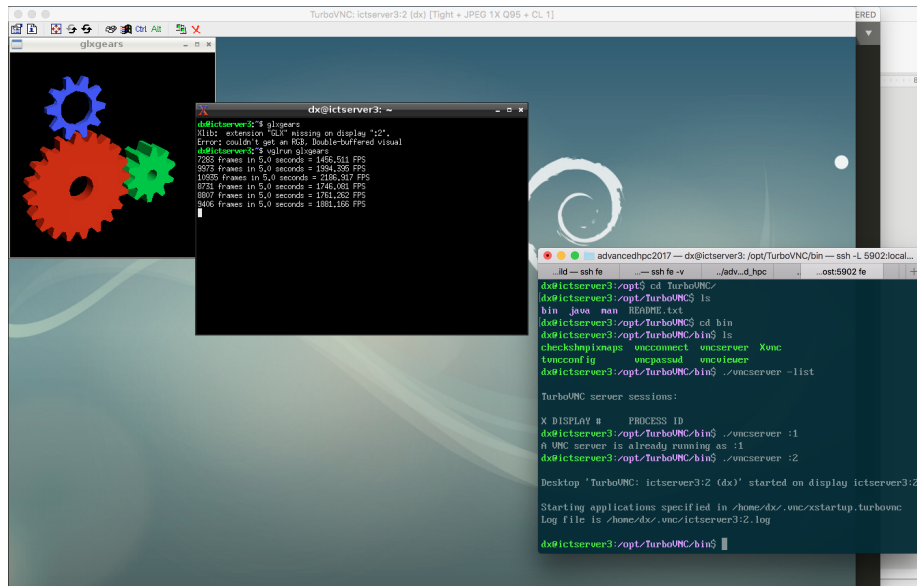 TurboVNC: ictserver3:2 (dx) [Tight + JPEG 1X Q95 + CL 1]
ERED
Ctrl Alt
glxgears
dx@ictserver3: ~
dx@ictserver3:~$ glxgears
Xlib:  extension "GLX" missing on display ":2".
Error: couldn't get an RGB, Double-buffered visual
dx@ictserver3:~$ vglrun glxgears
7283 frames in 5.0 seconds = 1456.511 FPS
9973 frames in 5.0 seconds = 1994.395 FPS
10935 frames in 5.0 seconds = 2186.917 FPS
8731 frames in 5.0 seconds = 1746.081 FPS
8807 frames in 5.0 seconds = 1761.262 FPS
9406 frames in 5.0 seconds = 1881.166 FPS
advancedhpc2017 — dx@ictserver3: /opt/TurboVNC/bin — ssh -L 5902:local...
...ild — ssh fe ...— ssh fe -v .../adv...d_hpc ...ost:5902 fe
dx@ictserver3:/opt$ cd TurboVNC/
dx@ictserver3:/opt/TurboVNC$ ls
bin  java  man  README.txt
dx@ictserver3:/opt/TurboVNC$ cd bin
dx@ictserver3:/opt/TurboVNC/bin$ ls
checkshmpixmaps  vncconnect  vncserver  Xvnc
tvncconfig       vncpasswd   vncviewer
dx@ictserver3:/opt/TurboVNC/bin$ ./vncserver -list
TurboVNC server sessions:
X DISPLAY #     PROCESS ID
dx@ictserver3:/opt/TurboVNC/bin$ ./vncserver :1
A VNC server is already running as :1
dx@ictserver3:/opt/TurboVNC/bin$ ./vncserver :2
Desktop 'TurboVNC: ictserver3:2 (dx)' started on display ictserver3:2
Starting applications specified in /home/dx/.vnc/xstartup.turbovnc
Log file is /home/dx/.vnc/ictserver3:2.log
dx@ictserver3:/opt/TurboVNC/bin$